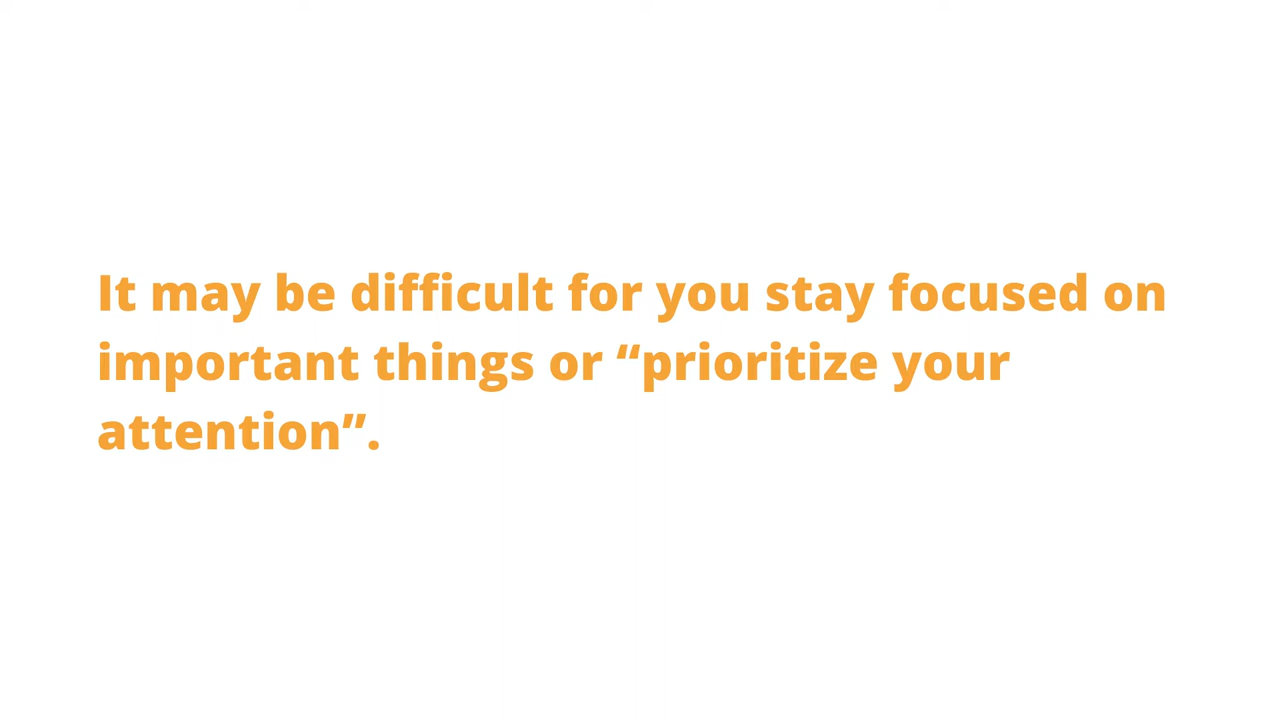 It may be difficult for you stay focused on
important things or “prioritize your
attention”.